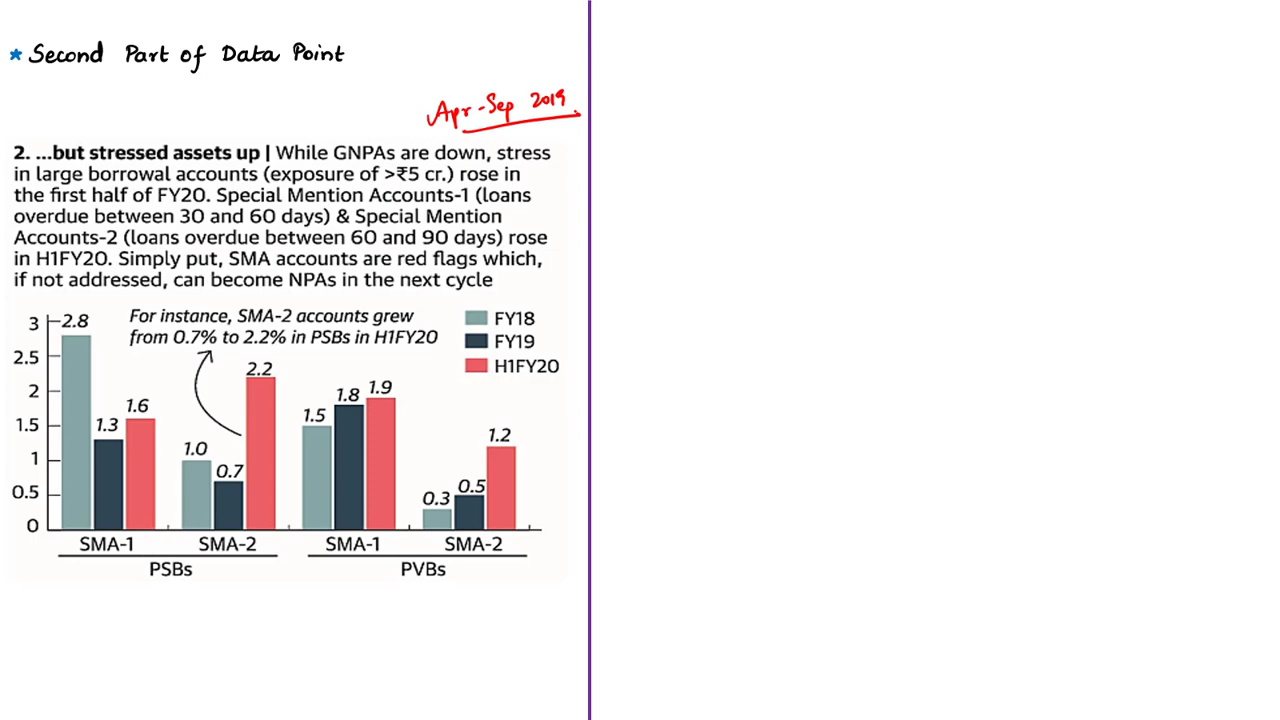 * Second Part of Data Point
Apr-Sep 2019
2. ...but stressed assets up | While GNPAs are down, stress
in large borrowal accounts (exposure of >₹5 cr.) rose in
the first half of FY20. Special Mention Accounts-1 (loans
overdue between 30 and 60 days) & Special Mention
Accounts-2 (loans overdue between 60 and 90 days) rose
in H1FY20. Simply put, SMA accounts are red flags which,
if not addressed, can become NPAs in the next cycle
For instance, SMA-2 accounts grew
from 0.7% to 2.2% in PSBs in H1FY20
FY18
FY19
H1FY20
3
2.5
2
1.5
1
0.5
0
2.8
1.3
1.6
1.0
0.7
2.2
1.5
1.8
1.9
0.3
0.5
1.2
SMA-1 SMA-2 SMA-1 SMA-2
PSBs PVBs